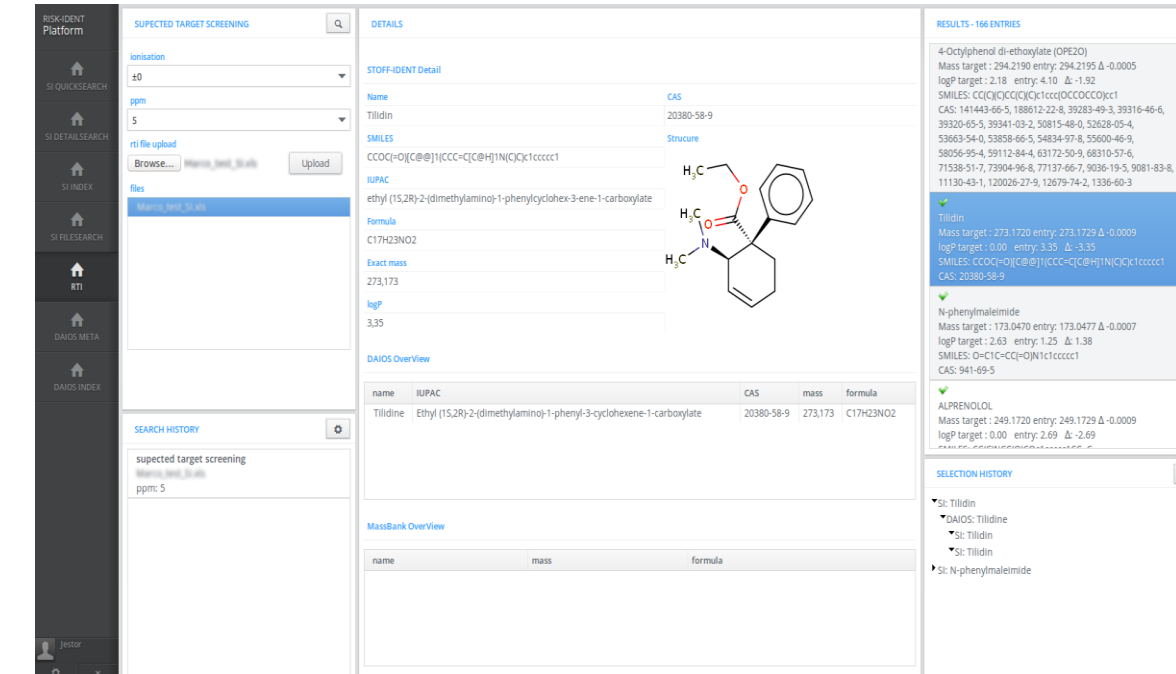 RISK-IDENT
Platform
SI QUICKSEARCH
SI DETAILSEARCH
SI INDEX
SI FILESEARCH
RTI
DAIOS META
DAIOS INDEX
Jestor
SUPECTED TARGET SCREENING
ionisation
±0
ppm
5
rti file upload
Browse...
Upload
files
SEARCH HISTORY
supected target screening
ppm: 5
DETAILS
STOFF-IDENT Detail
Name
CAS
Tilidin
20380-58-9
SMILES
Strucure
CCOC(=O)[C@@]1(CCC=C[C@H]1N(C)C)c1ccccc1
IUPAC
ethyl (1S,2R)-2-(dimethylamino)-1-phenylcyclohex-3-ene-1-carboxylate
Formula
C17H23NO2
Exact mass
273,173
logP
3,35
H3C
O
O
H3C
N
H3C
DAIOS OverView
name IUPAC CAS mass formula
Tilidine Ethyl (1S,2R)-2-(dimethylamino)-1-phenyl-3-cyclohexene-1-carboxylate 20380-58-9 273,173 C17H23NO2
MassBank OverView
name mass formula
RESULTS - 166 ENTRIES
4-Octylphenol di-ethoxylate (OPE2O)
Mass target : 294.2190 entry: 294.2195 Δ -0.0005
logP target : 2.18 entry: 4.10 Δ: -1.92
SMILES: CC(C)(C)CC(C)(C)c1ccc(OCCOCCO)cc1
CAS: 141443-66-5, 188612-22-8, 39283-49-3, 39316-46-6,
39320-65-5, 39341-03-2, 50815-48-0, 52628-05-4,
53663-54-0, 53858-66-5, 54834-97-8, 55600-46-9,
58056-95-4, 59112-84-4, 63172-50-9, 68310-57-6,
71538-51-7, 73904-96-8, 77137-66-7, 9036-19-5, 9081-83-8,
11130-43-1, 120026-27-9, 12679-74-2, 1336-60-3
Tilidin
Mass target : 273.1720 entry: 273.1729 Δ -0.0009
logP target : 0.00 entry: 3.35 Δ: -3.35
SMILES: CCOC(=O)[C@@]1(CCC=C[C@H]1N(C)C)c1ccccc1
CAS: 20380-58-9
N-phenylmaleimide
Mass target : 173.0470 entry: 173.0477 Δ -0.0007
logP target : 2.63 entry: 1.25 Δ: 1.38
SMILES: O=C1C=CC(=O)N1c1ccccc1
CAS: 941-69-5
ALPRENOLOL
Mass target : 249.1720 entry: 249.1729 Δ -0.0009
logP target : 0.00 entry: 2.69 Δ: -2.69
SELECTION HISTORY
SI: Tilidin
DAIOS: Tilidine
SI: Tilidin
SI: Tilidin
SI: N-phenylmaleimide